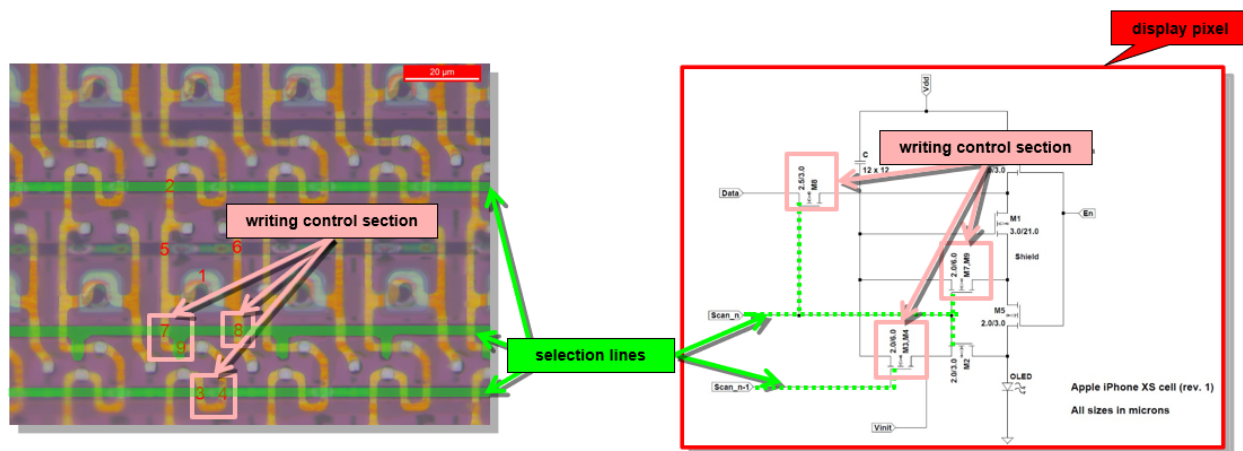 display pixel
20 µm
2
writing control section
5
6
1
7
8
9
3
4
selection lines
Vdd
writing control section
C
12 x 12
2.5/3.0
M8
/3.0
Data
En
M1
3.0/21.0
Shield
2.0/6.0
M7,M9
Scan_n
M5
2.0/3.0
2.0/6.0
M3,M4
2.0/3.0
M2
Scan_n-1
OLED
Apple iPhone XS cell (rev. 1)
All sizes in microns
Vinit